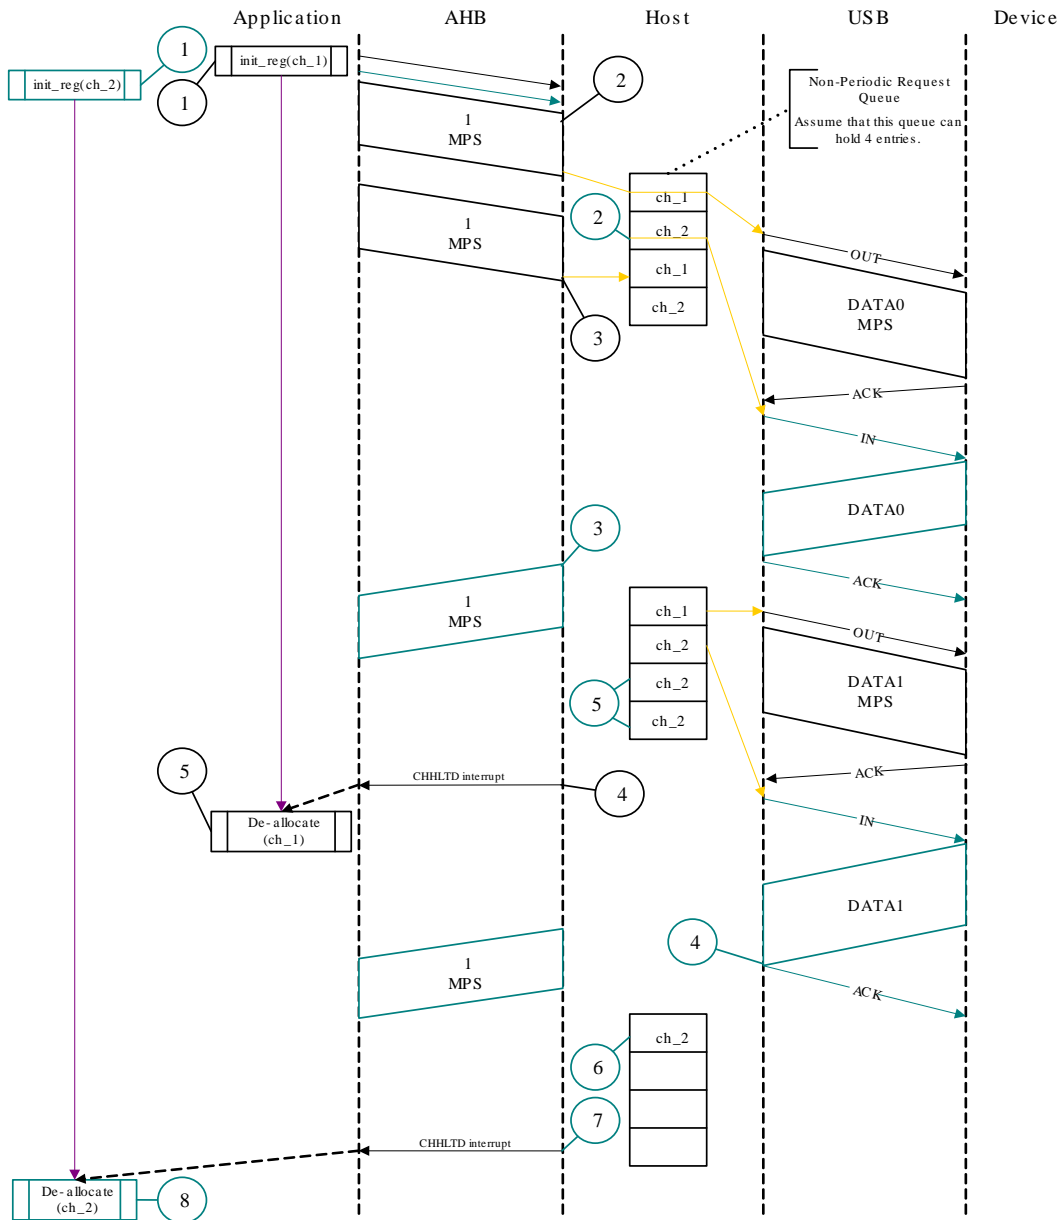 Application AHB Host USB Device
init_reg(ch_2)
1
init_reg(ch_1)
1
2
Non-Periodic Request
Queue
Assume that this queue can
hold 4 entries.
1
MPS
ch_1
2
ch_2
1
MPS
ch_1
ch_2
3
OUT
DATA0
MPS
ACK
IN
DATA0
3
ACK
1
MPS
ch_1
ch_2
ch_2
ch_2
5
OUT
DATA1
MPS
ACK
5
CHHLTD interrupt
4
De-allocate
(ch_1)
IN
DATA1
4
1
MPS
ACK
ch_2
6
7
CHHLTD interrupt
De-allocate
(ch_2)
8